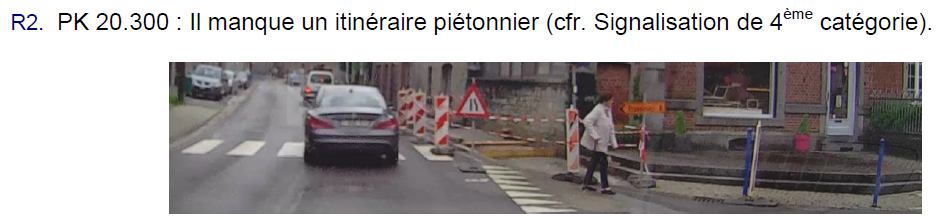 R2. PK 20.300 : Il manque un itinéraire piétonnier (cfr. Signalisation de 4ème catégorie).